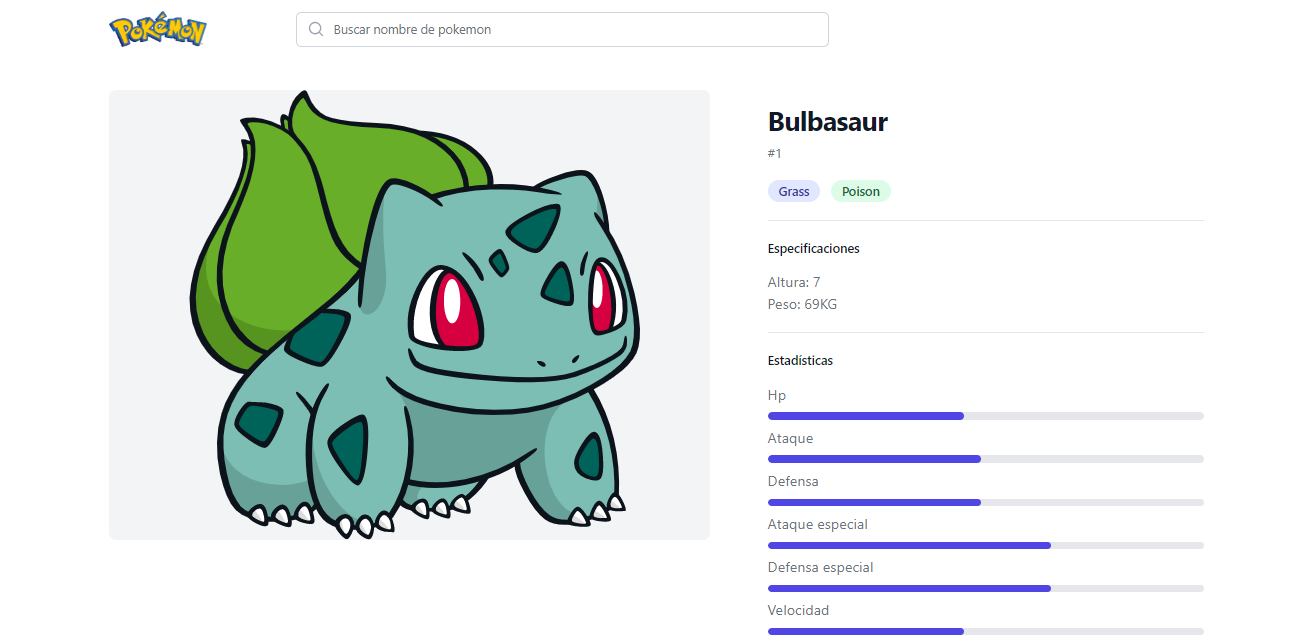 POKéMON
Buscar nombre de pokemon
Bulbasaur
#1
Grass Poison
Especificaciones
Altura: 7
Peso: 69KG
Estadísticas
Hp
Ataque
Defensa
Ataque especial
Defensa especial
Velocidad